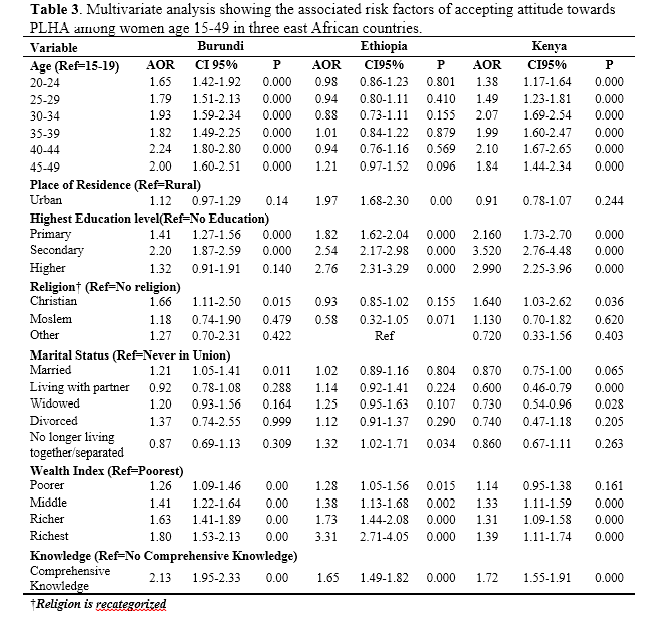 Table 3. Multivariate analysis showing the associated risk factors of accepting attitude towards
PLHA among women age 15-49 in three east African countries.
Variable Burundi Ethiopia Kenya
Age (Ref=15-19) AOR CI 95% P AOR CI95% P AOR CI95% P
20-24 1.65 1.42-1.92 0.000 0.98 0.86-1.23 0.801 1.38 1.17-1.64 0.000
25-29 1.79 1.51-2.13 0.000 0.94 0.80-1.11 0.410 1.49 1.23-1.81 0.000
30-34 1.93 1.59-2.34 0.000 0.88 0.73-1.11 0.155 2.07 1.69-2.54 0.000
35-39 1.82 1.49-2.25 0.000 1.01 0.84-1.22 0.879 1.99 1.60-2.47 0.000
40-44 2.24 1.80-2.80 0.000 0.94 0.76-1.16 0.569 2.10 1.67-2.65 0.000
45-49 2.00 1.60-2.51 0.000 1.21 0.97-1.52 0.096 1.84 1.44-2.34 0.000
Place of Residence (Ref=Rural)
Urban 1.12 0.97-1.29 0.14 1.97 1.68-2.30 0.00 0.91 0.78-1.07 0.244
Highest Education level(Ref=No Education)
Primary 1.41 1.27-1.56 0.000 1.82 1.62-2.04 0.000 2.160 1.73-2.70 0.000
Secondary 2.20 1.87-2.59 0.000 2.54 2.17-2.98 0.000 3.520 2.76-4.48 0.000
Higher 1.32 0.91-1.91 0.140 2.76 2.31-3.29 0.000 2.990 2.25-3.96 0.000
Religion† (Ref=No religion)
Christian 1.66 1.11-2.50 0.015 0.93 0.85-1.02 0.155 1.640 1.03-2.62 0.036
Moslem 1.18 0.74-1.90 0.479 0.58 0.32-1.05 0.071 1.130 0.70-1.82 0.620
Other 1.27 0.70-2.31 0.422 Ref 0.720 0.33-1.56 0.403
Marital Status (Ref=Never in Union)
Married 1.21 1.05-1.41 0.011 1.02 0.89-1.16 0.804 0.870 0.75-1.00 0.065
Living with partner 0.92 0.78-1.08 0.288 1.14 0.92-1.41 0.224 0.600 0.46-0.79 0.000
Widowed 1.20 0.93-1.56 0.164 1.25 0.95-1.63 0.107 0.730 0.54-0.96 0.028
Divorced 1.37 0.74-2.55 0.999 1.12 0.91-1.37 0.290 0.740 0.47-1.18 0.205
No longer living
together/separated 0.87 0.69-1.13 0.309 1.32 1.02-1.71 0.034 0.860 0.67-1.11 0.263
Wealth Index (Ref=Poorest)
Poorer 1.26 1.09-1.46 0.00 1.28 1.05-1.56 0.015 1.14 0.95-1.38 0.161
Middle 1.41 1.22-1.64 0.00 1.38 1.13-1.68 0.002 1.33 1.11-1.59 0.000
Richer 1.63 1.41-1.89 0.00 1.73 1.44-2.08 0.000 1.31 1.09-1.58 0.000
Richest 1.80 1.53-2.13 0.00 3.31 2.71-4.05 0.000 1.39 1.11-1.74 0.000
Knowledge (Ref=No Comprehensive Knowledge)
Comprehensive
Knowledge 2.13 1.95-2.33 0.00 1.65 1.49-1.82 0.000 1.72 1.55-1.91 0.000
†Religion is recategorized